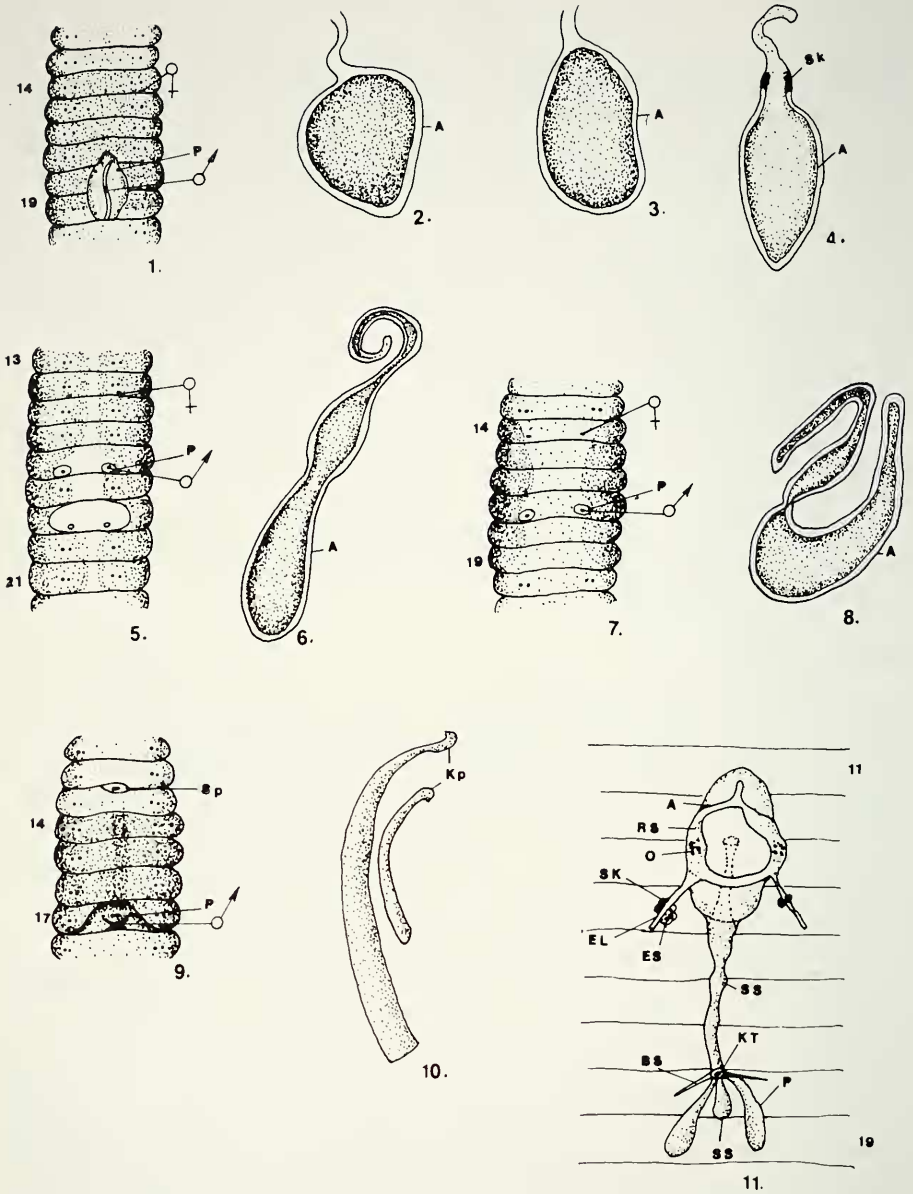 14
♀
P
♂
19
1.
A
2.
A
3.
Sk
A
4.
13
♀
P
♂
21
5.
A
6.
14
♀
P
♂
19
7.
A
8.
Sp
14
17
P
♂
9.
Kp
10.
11
A
RS
O
SK
EL
ES
SS
KT
BS
P
SS
19
11.